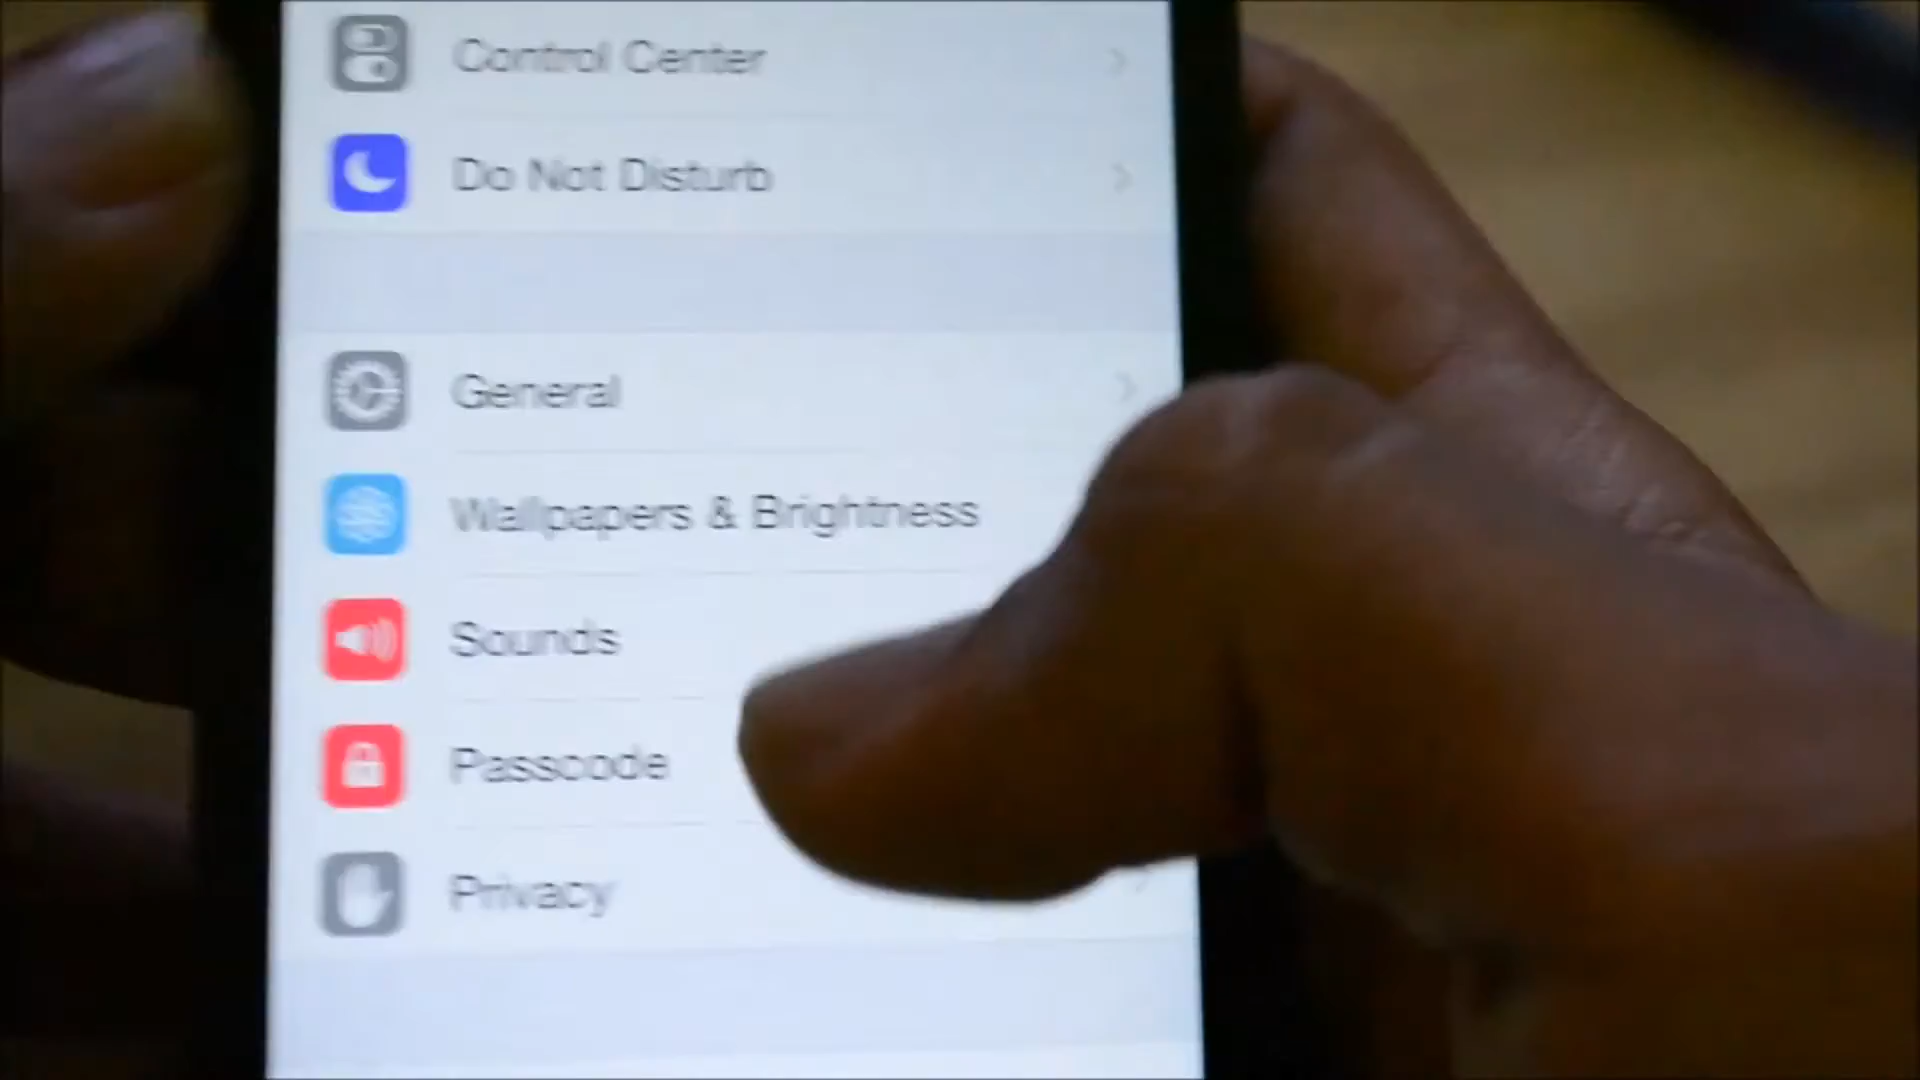 Control Center
Do Not Disturb
General
Wallpapers & Brightness
Sounds
Passcode
Privacy